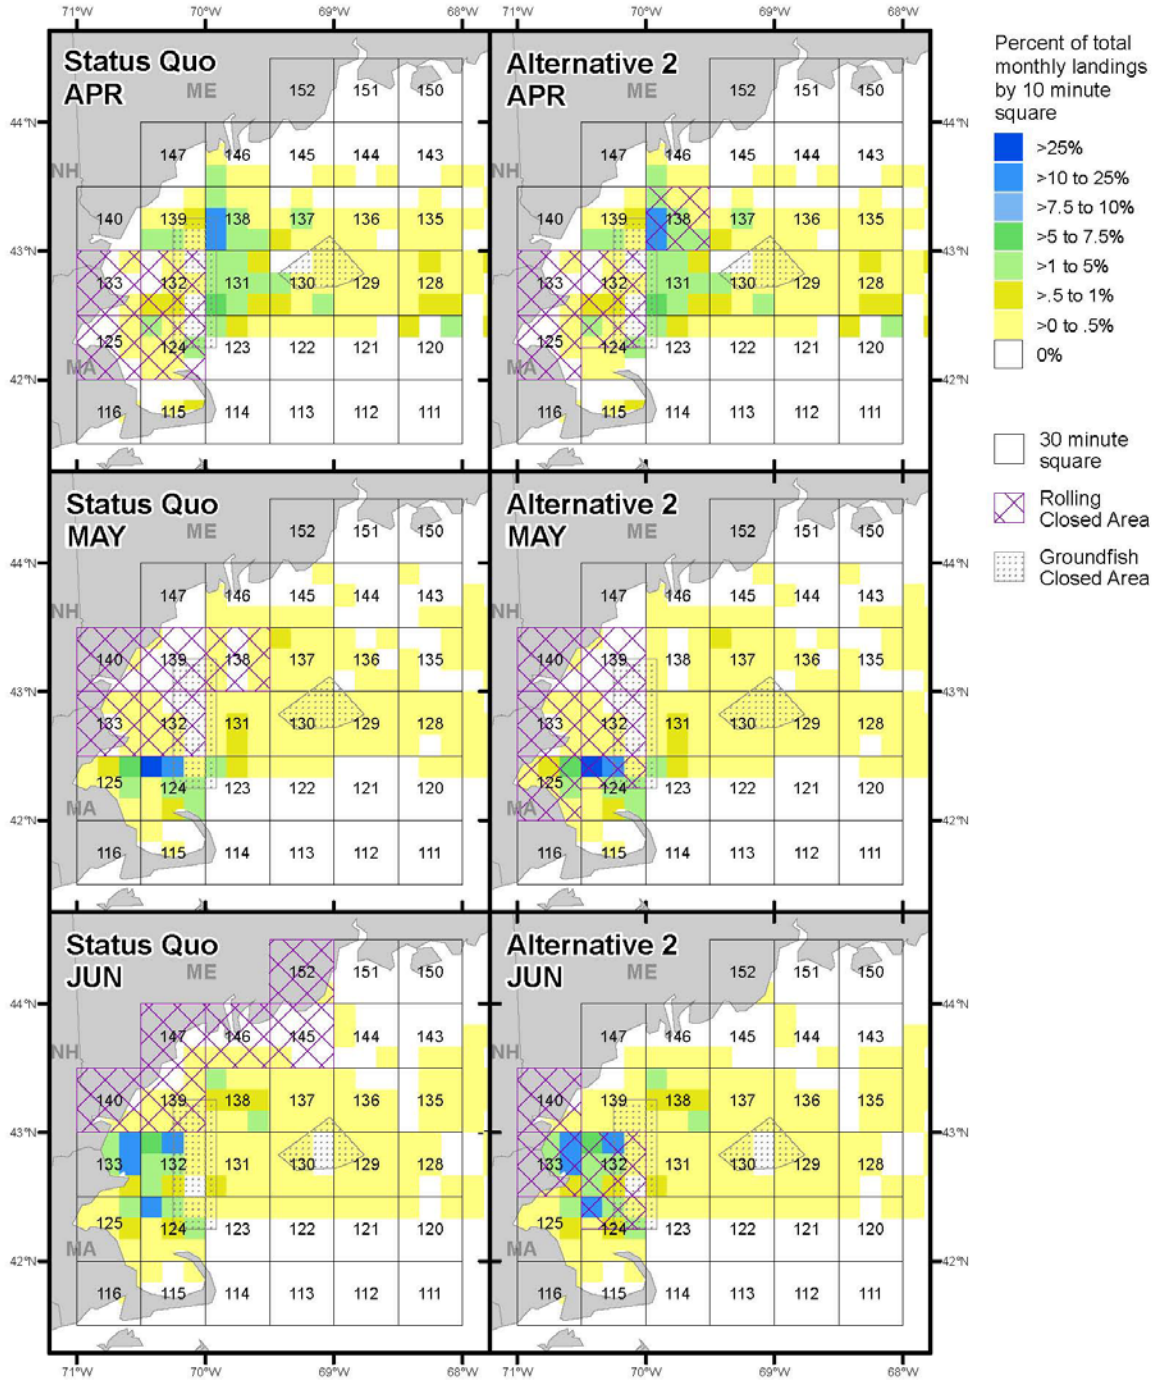 71°W 70°W 69°W 68°W
Status Quo
APR
ME
NH
MA
152 151 150
147 146 145 144 143
140 139 138 137 136 135
133 132 131 130 129 128
125 124 123 122 121 120
116 115 114 113 112 111
44°N
43°N
42°N
Alternative 2
APR
ME
NH
MA
152 151 150
147 146 145 144 143
140 139 138 137 136 135
133 132 131 130 129 128
125 124 123 122 121 120
116 115 114 113 112 111
44°N
43°N
42°N
Status Quo
MAY
ME
NH
MA
152 151 150
147 146 145 144 143
140 139 138 137 136 135
133 132 131 130 129 128
125 124 123 122 121 120
116 115 114 113 112 111
44°N
43°N
42°N
Alternative 2
MAY
ME
NH
MA
152 151 150
147 146 145 144 143
140 139 138 137 136 135
133 132 131 130 129 128
125 124 123 122 121 120
116 115 114 113 112 111
44°N
43°N
42°N
Status Quo
JUN
ME
NH
MA
152 151 150
147 146 145 144 143
140 139 138 137 136 135
133 132 131 130 129 128
125 124 123 122 121 120
116 115 114 113 112 111
44°N
43°N
42°N
Alternative 2
JUN
ME
NH
MA
152 151 150
147 146 145 144 143
140 139 138 137 136 135
133 132 131 130 129 128
125 124 123 122 121 120
116 115 114 113 112 111
44°N
43°N
42°N
71°W 70°W 69°W 68°W 71°W 70°W 69°W 68°W
Percent of total
monthly landings
by 10 minute
square
>25%
>10 to 25%
>7.5 to 10%
>5 to 7.5%
>1 to 5%
>.5 to 1%
>0 to .5%
0%
30 minute
square
Rolling
Closed Area
Groundfish
Closed Area